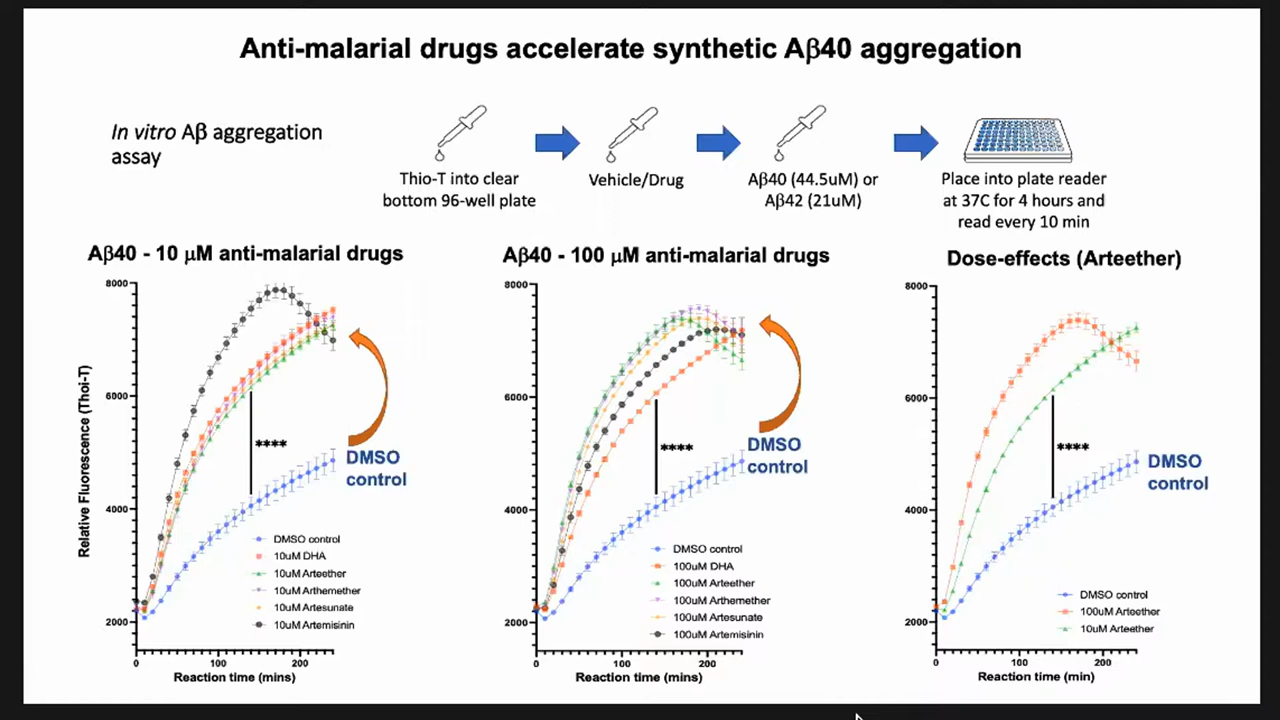 Anti-malarial drugs accelerate synthetic Aβ40 aggregation
In vitro Aβ aggregation
assay
Thio-T into clear
bottom 96-well plate
Vehicle/Drug
Aβ40 (44.5uM) or
Aβ42 (21uM)
Place into plate reader
at 37C for 4 hours and
read every 10 min
Aβ40 - 10 μM anti-malarial drugs
Relative Fluorescence (Thoi-T)
8000
6000
4000
2000
0
100
200
Reaction time (mins)
****
DMSO
control
DMSO control
10uM DHA
10uM Arteether
10uM Arthemether
10uM Artesunate
10uM Artemisinin
Aβ40 - 100 μM anti-malarial drugs
8000
6000
4000
2000
0
100
200
Reaction time (mins)
****
DMSO
control
DMSO control
100uM DHA
100uM Arteether
100uM Arthemether
100uM Artesunate
100uM Artemisinin
Dose-effects (Arteether)
8000
6000
4000
2000
0
100
200
Reaction time (min)
****
DMSO
control
DMSO control
100uM Arteether
10uM Arteether